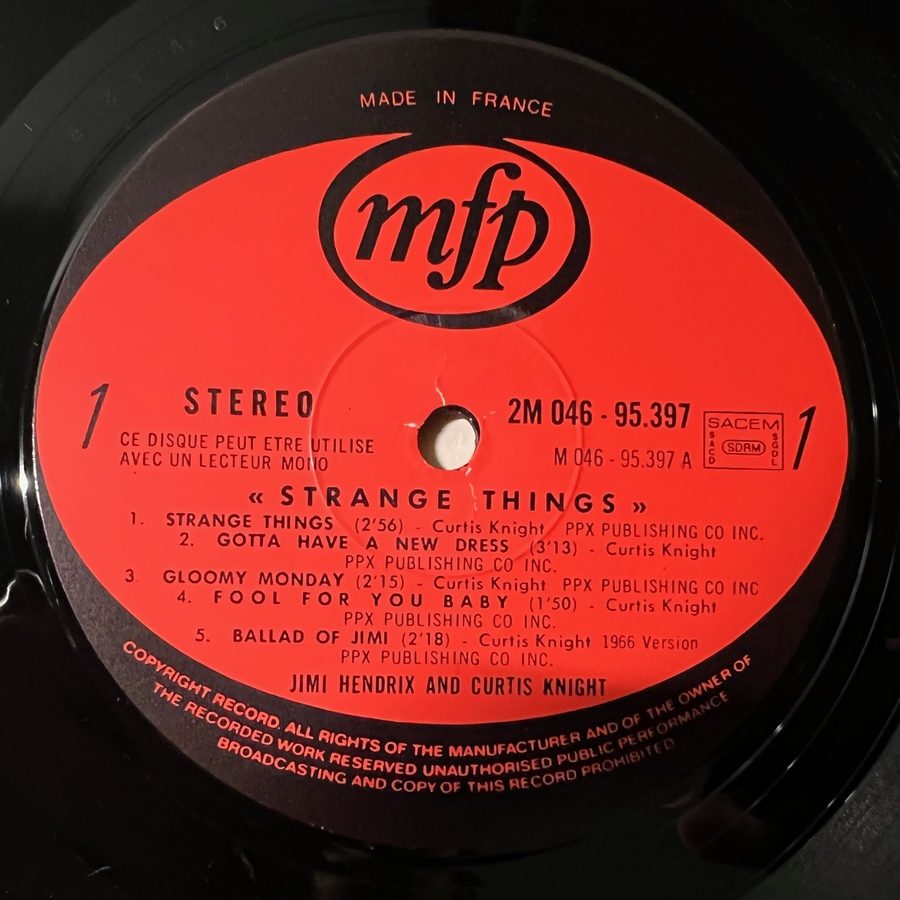 MADE IN FRANCE
mfp
1 STEREO 2M 046 - 95.397 SACEM SACD SDRM SGDL 1
CE DISQUE PEUT ETRE UTILISE
AVEC UN LECTEUR MONO M 046 - 95.397 A
« STRANGE THINGS »
1. STRANGE THINGS (2'56) - Curtis Knight PPX PUBLISHING CO INC.
2. GOTTA HAVE A NEW DRESS (3'13) - Curtis Knight
PPX PUBLISHING CO INC.
3. GLOOMY MONDAY (2'15) - Curtis Knight PPX PUBLISHING CO INC
4. FOOL FOR YOU BABY (1'50) - Curtis Knight
PPX PUBLISHING CO INC.
5. BALLAD OF JIMI (2'18) - Curtis Knight 1966 Version
PPX PUBLISHING CO INC.
JIMI HENDRIX AND CURTIS KNIGHT
COPYRIGHT RECORD. ALL RIGHTS OF THE MANUFACTURER AND OF THE OWNER OF
THE RECORDED WORK RESERVED UNAUTHORISED PUBLIC PERFORMANCE
BROADCASTING AND COPY OF THIS RECORD PROHIBITED